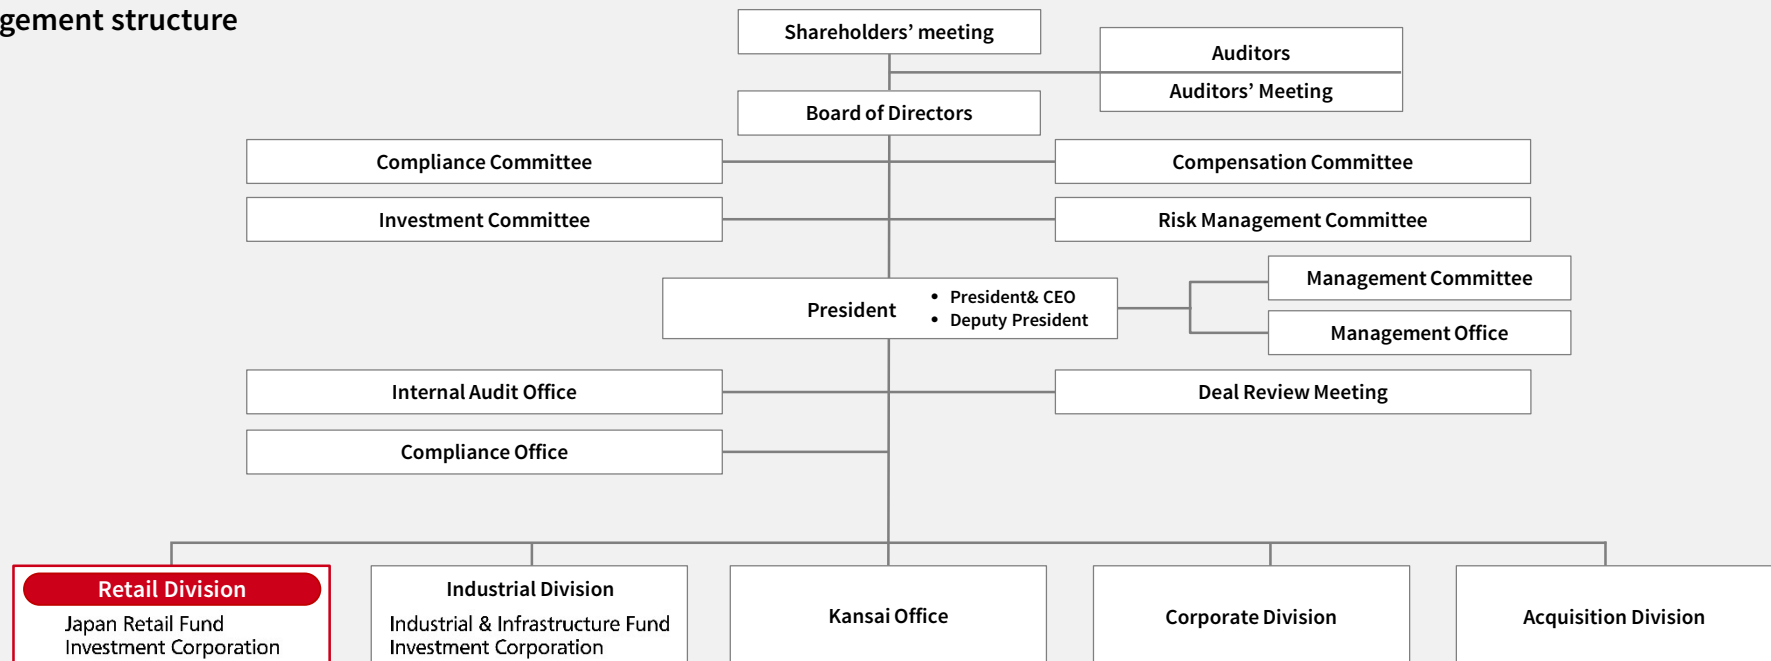 gement structure
Shareholders’ meeting
Auditors
Auditors’ Meeting
Board of Directors
Compliance Committee
Compensation Committee
Investment Committee
Risk Management Committee
President
• President& CEO
• Deputy President
Management Committee
Management Office
Internal Audit Office
Deal Review Meeting
Compliance Office
Retail Division
Japan Retail Fund
Investment Corporation
Industrial Division
Industrial & Infrastructure Fund
Investment Corporation
Kansai Office
Corporate Division
Acquisition Division